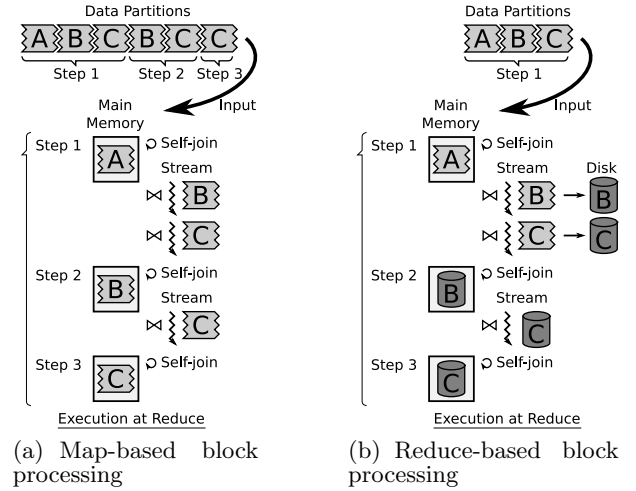 Data Partitions
A B C B C C
Step 1 Step 2 Step 3
Input
Main
Memory
Step 1
A
Self-join
Stream
⋈ B
⋈ C
Step 2
B
Self-join
Stream
⋈ C
Step 3
C
Self-join
Execution at Reduce
(a) Map-based block
processing
Data Partitions
A B C
Step 1
Input
Main
Memory
Step 1
A
Self-join
Stream
Disk
⋈ B B
⋈ C C
Step 2
B
Self-join
Stream
⋈ C
Step 3
C
Self-join
Execution at Reduce
(b) Reduce-based block
processing